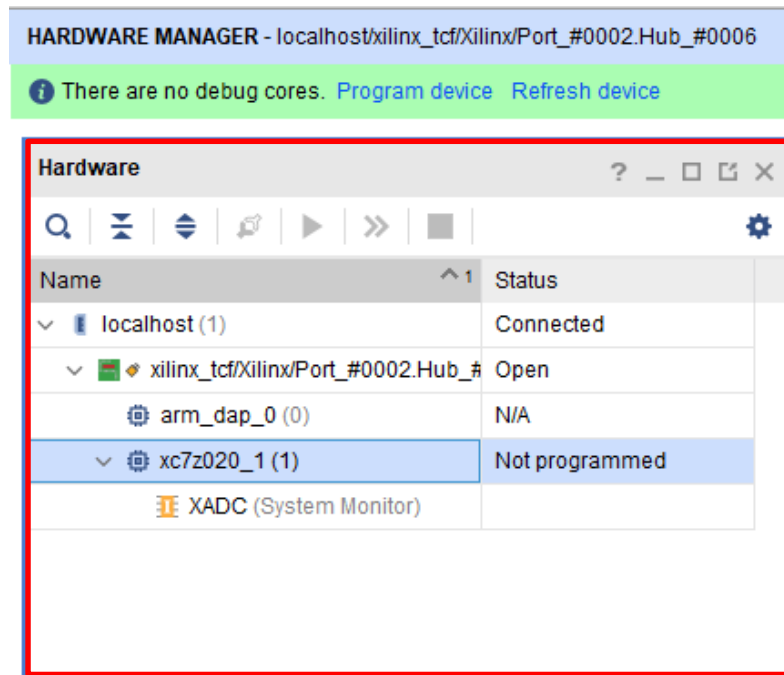 HARDWARE MANAGER - localhost/xilinx_tcf/Xilinx/Port_#0002.Hub_#0006
There are no debug cores. Program device Refresh device
Hardware
Name 1 Status
localhost (1) Connected
xilinx_tcf/Xilinx/Port_#0002.Hub_# Open
arm_dap_0 (0) N/A
xc7z020_1 (1) Not programmed
XADC (System Monitor)